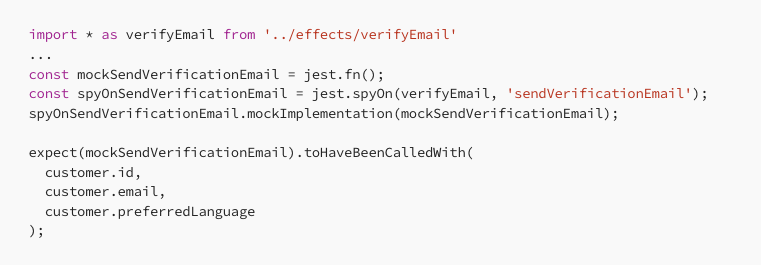 import * as verifyEmail from '../effects/verifyEmail'
...
const mockSendVerificationEmail = jest.fn();
const spyOnSendVerificationEmail = jest.spyOn(verifyEmail, 'sendVerificationEmail');
spyOnSendVerificationEmail.mockImplementation(mockSendVerificationEmail);

expect(mockSendVerificationEmail).toHaveBeenCalledWith(
  customer.id,
  customer.email,
  customer.preferredLanguage
);